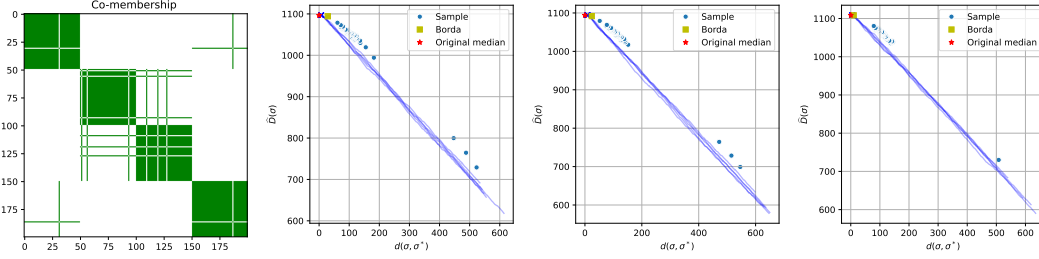 Co-membership
0
25
50
75
100
125
150
175
0 25 50 75 100 125 150 175
1100
1000
900
800
700
600
D̂(σ)
0 100 200 300 400 500 600
d(σ, σ*)
Sample
Borda
Original median
1100
1000
900
800
700
600
D̂(σ)
0 200 400 600
d(σ, σ*)
Sample
Borda
Original median
1100
1000
900
800
700
600
D̂(σ)
0 100 200 300 400 500 600
d(σ, σ*)
Sample
Borda
Original median